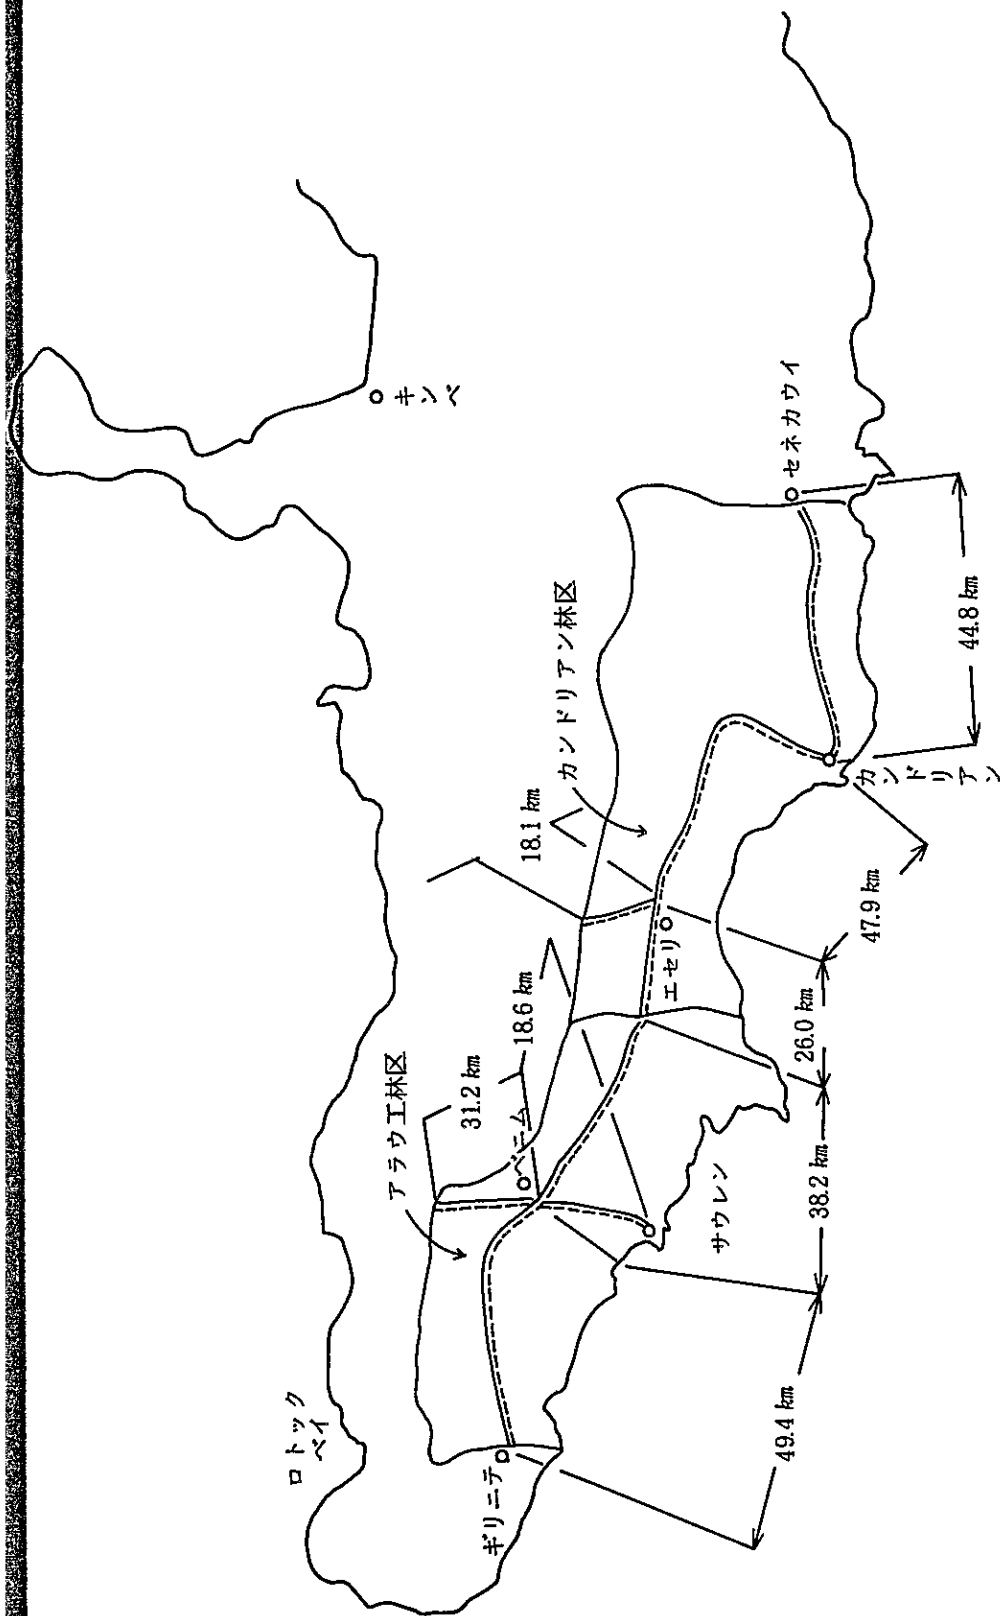 ロトック
ベイ
キンベ
アラウエ林区
31.2 km
18.6 km
18.1 km
カンドリアン林区
ベニム
ギリニテ
エセリ
セネカウイ
サウレン
カンドリアン
49.4 km
38.2 km
26.0 km
47.9 km
44.8 km